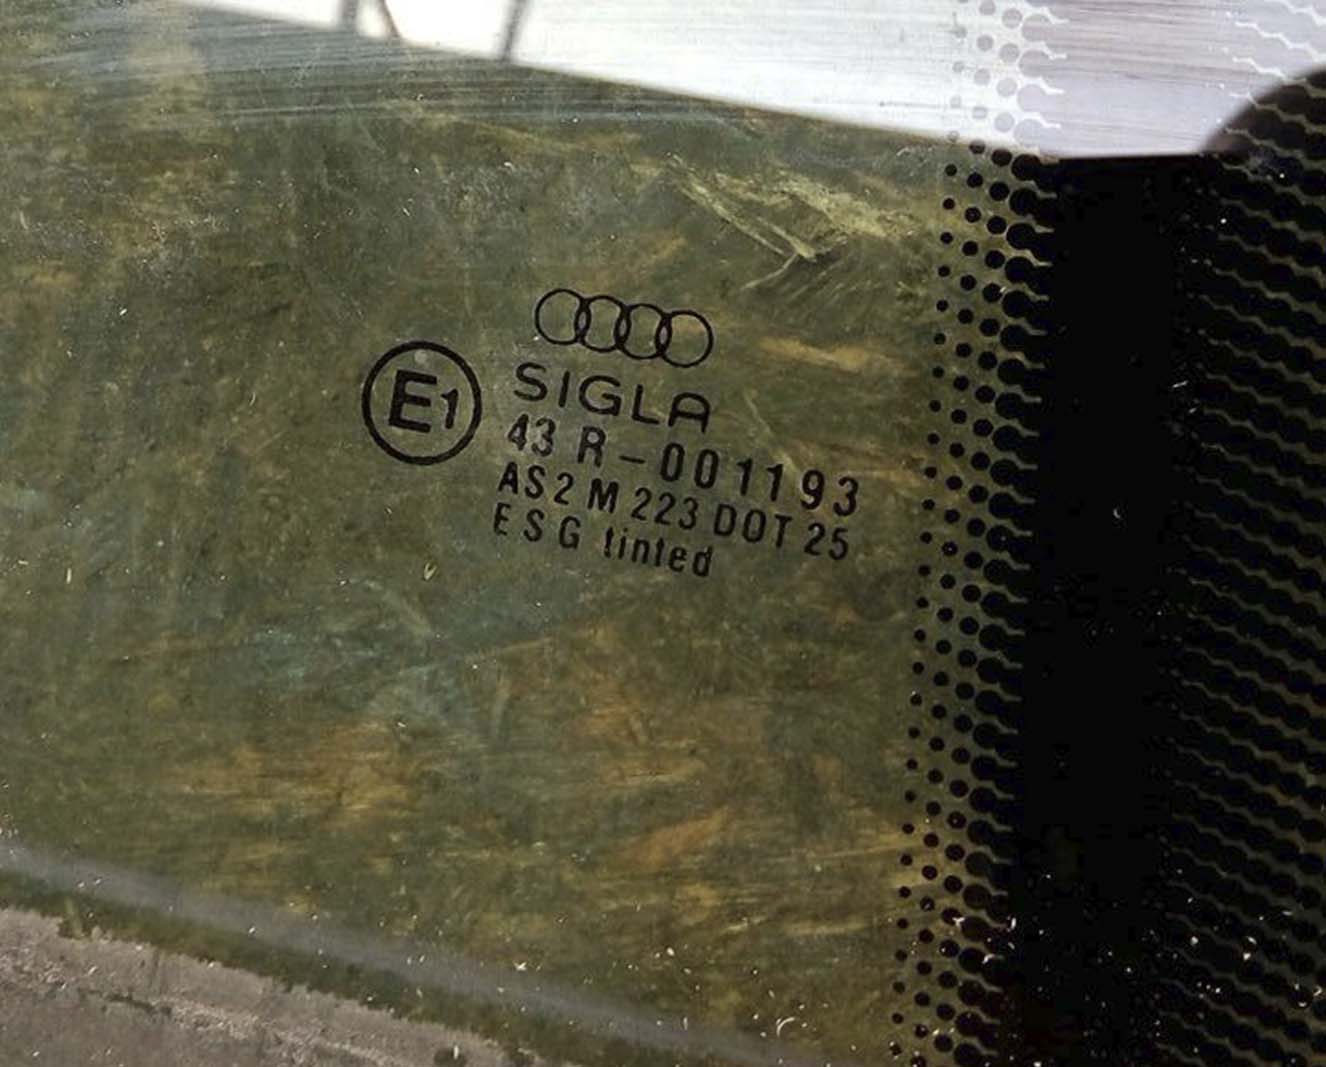 E1
SIGLA
43 R-001193
AS2 M 223 DOT 25
ESG tinted